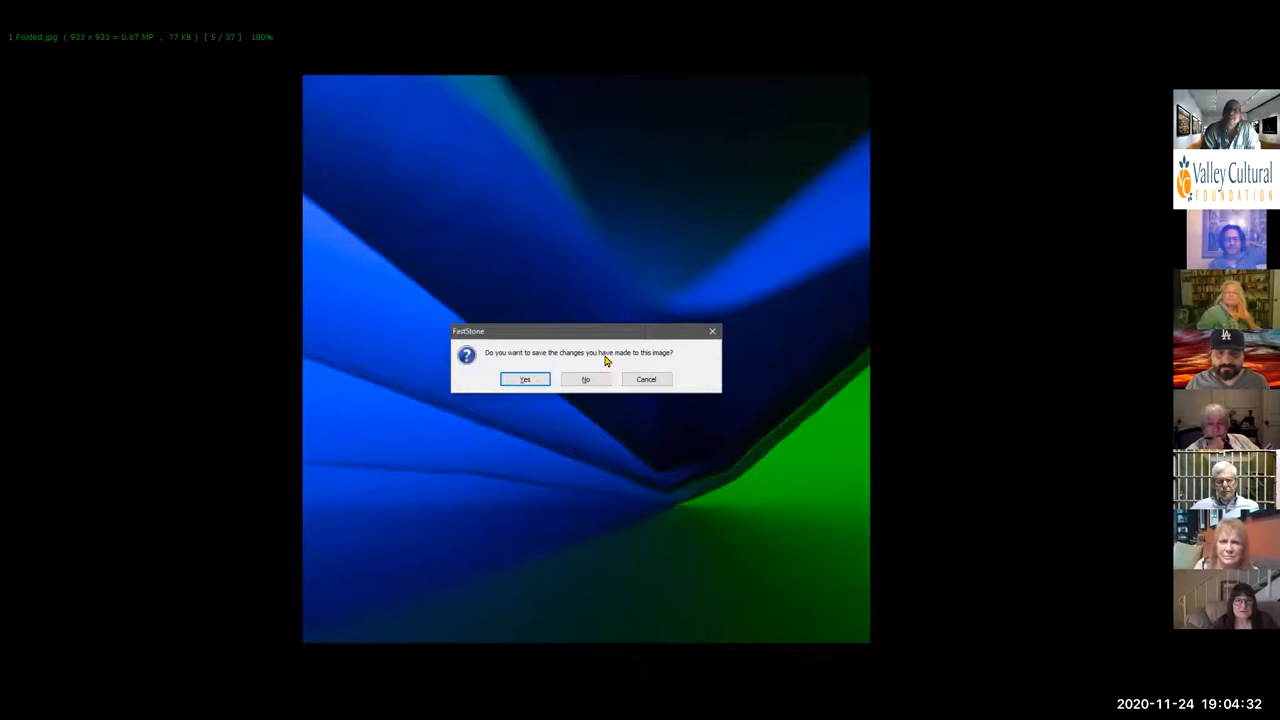 1 Folded.jpg ( 933 x 933 = 0.87 MP , 77 KB ) [ 5 / 37 ] 100%
FastStone
Do you want to save the changes you have made to this image?
Yes No Cancel
Valley Cultural
FOUNDATION
LA
2020-11-24 19:04:32